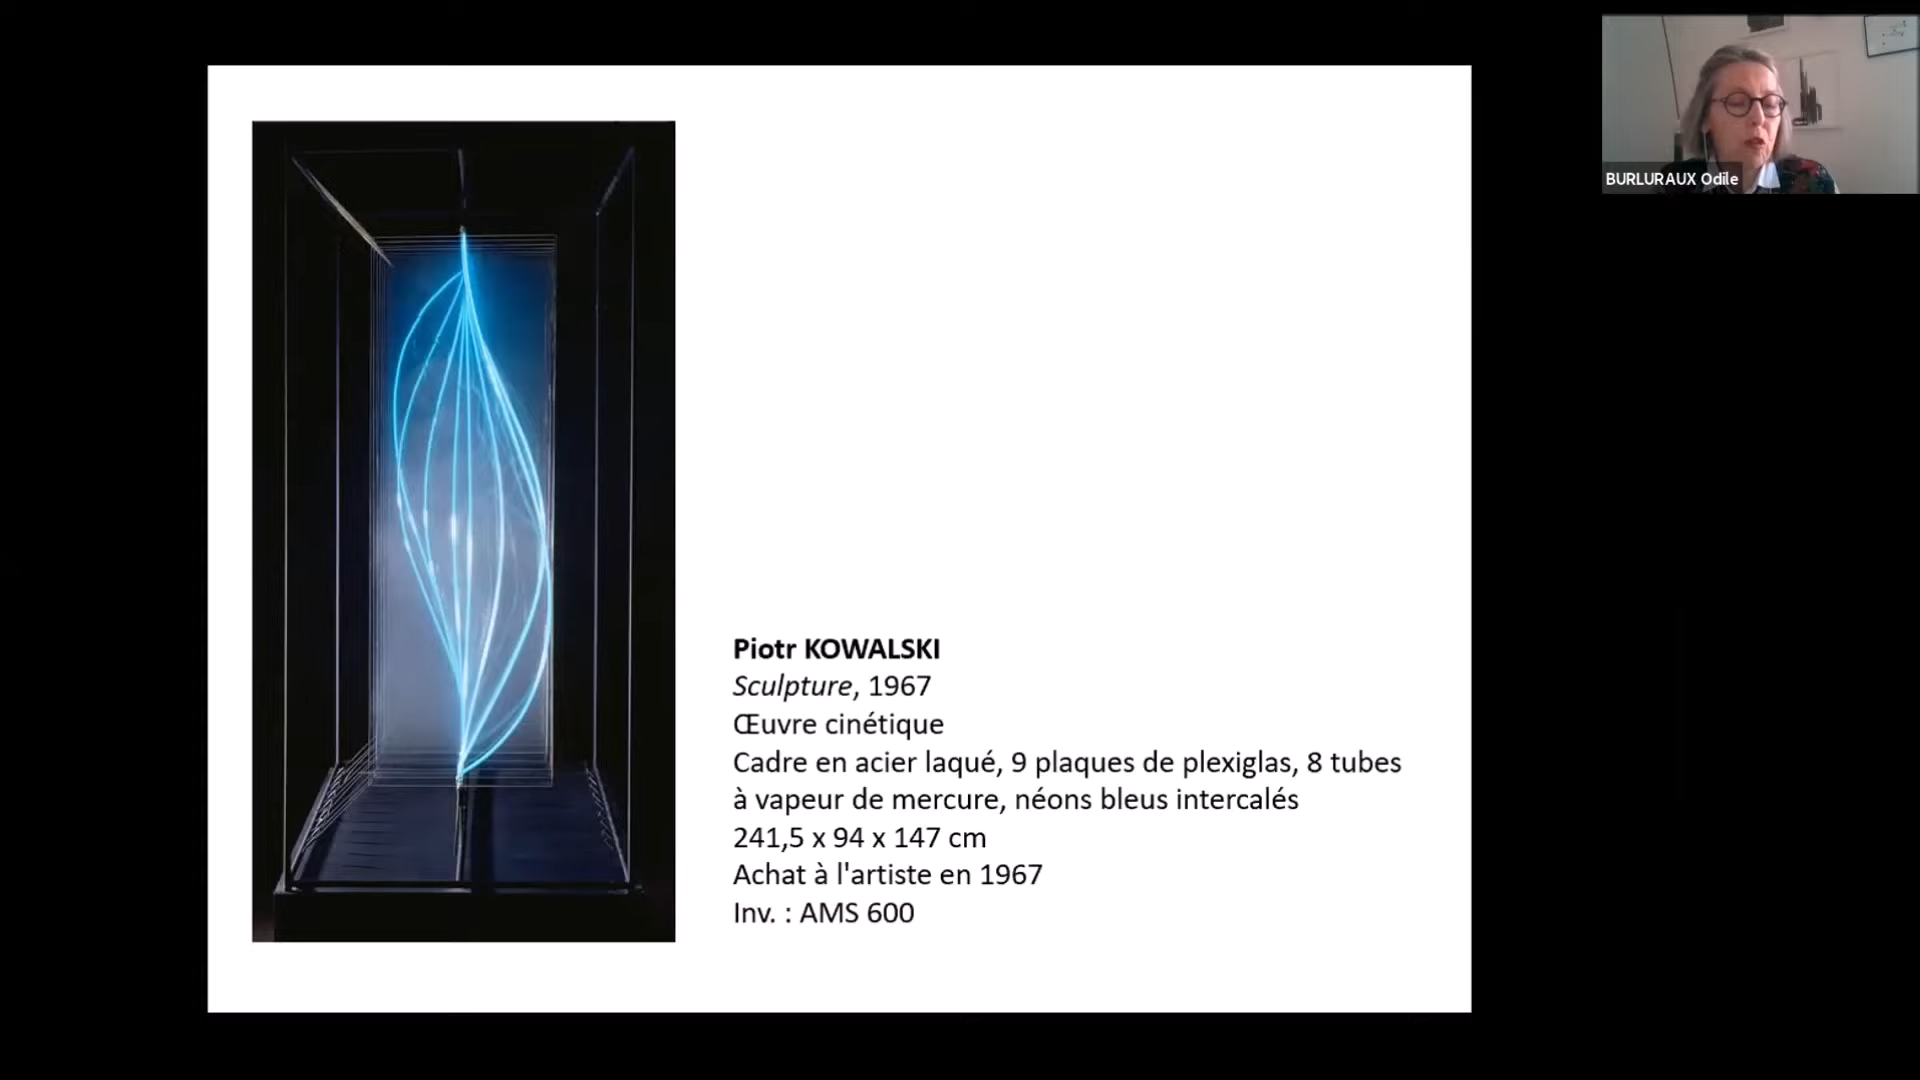 BURLURAUX Odile
Piotr KOWALSKI
Sculpture, 1967
Œuvre cinétique
Cadre en acier laqué, 9 plaques de plexiglas, 8 tubes
à vapeur de mercure, néons bleus intercalés
241,5 x 94 x 147 cm
Achat à l'artiste en 1967
Inv. : AMS 600